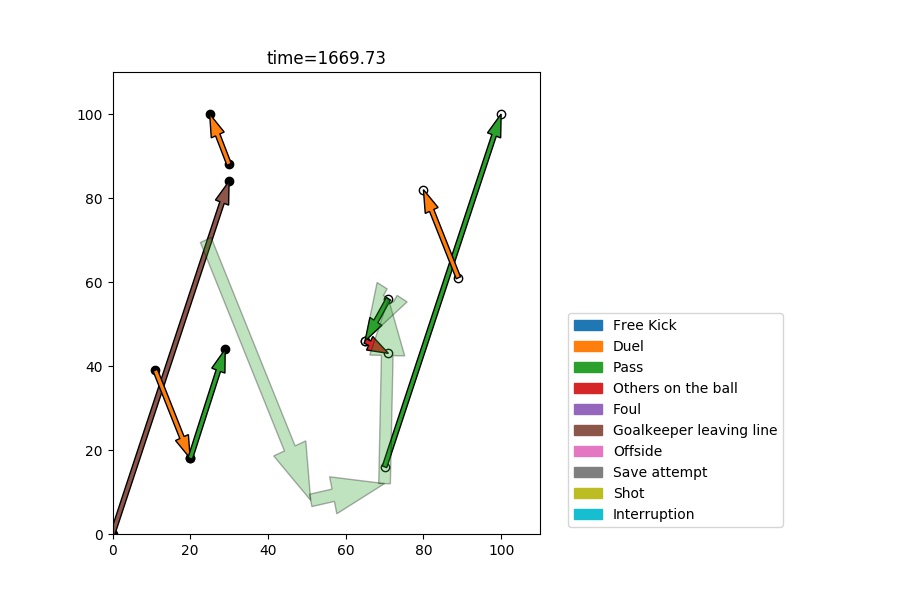 time=1669.73
100
80
60
40
20
0
0 20 40 60 80 100
Free Kick
Duel
Pass
Others on the ball
Foul
Goalkeeper leaving line
Offside
Save attempt
Shot
Interruption